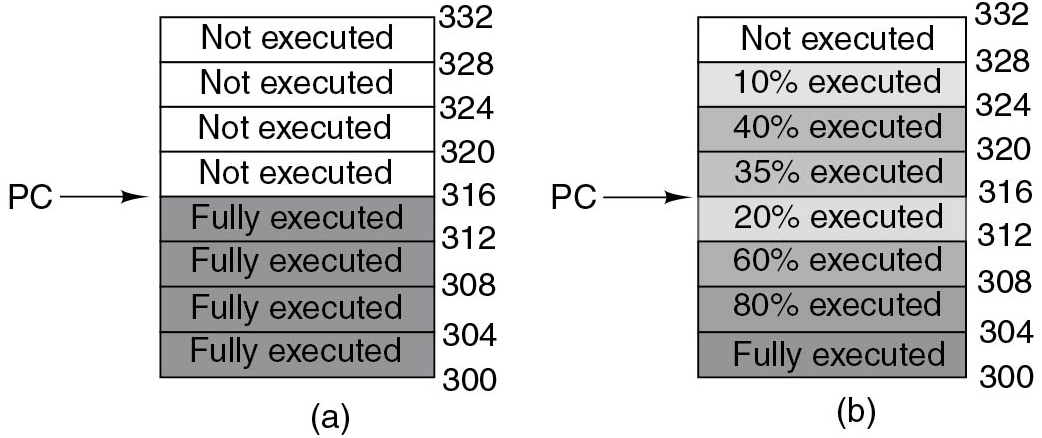 332
Not executed
328
Not executed
324
Not executed
320
Not executed
PC
316
Fully executed
312
Fully executed
308
Fully executed
304
Fully executed
300
(a)
332
Not executed
328
10% executed
324
40% executed
320
35% executed
PC
316
20% executed
312
60% executed
308
80% executed
304
Fully executed
300
(b)